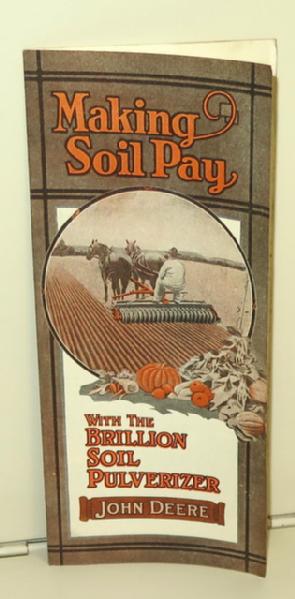 Making
Soil Pay
WITH THE
BRILLION
SOIL
PULVERIZER
JOHN DEERE